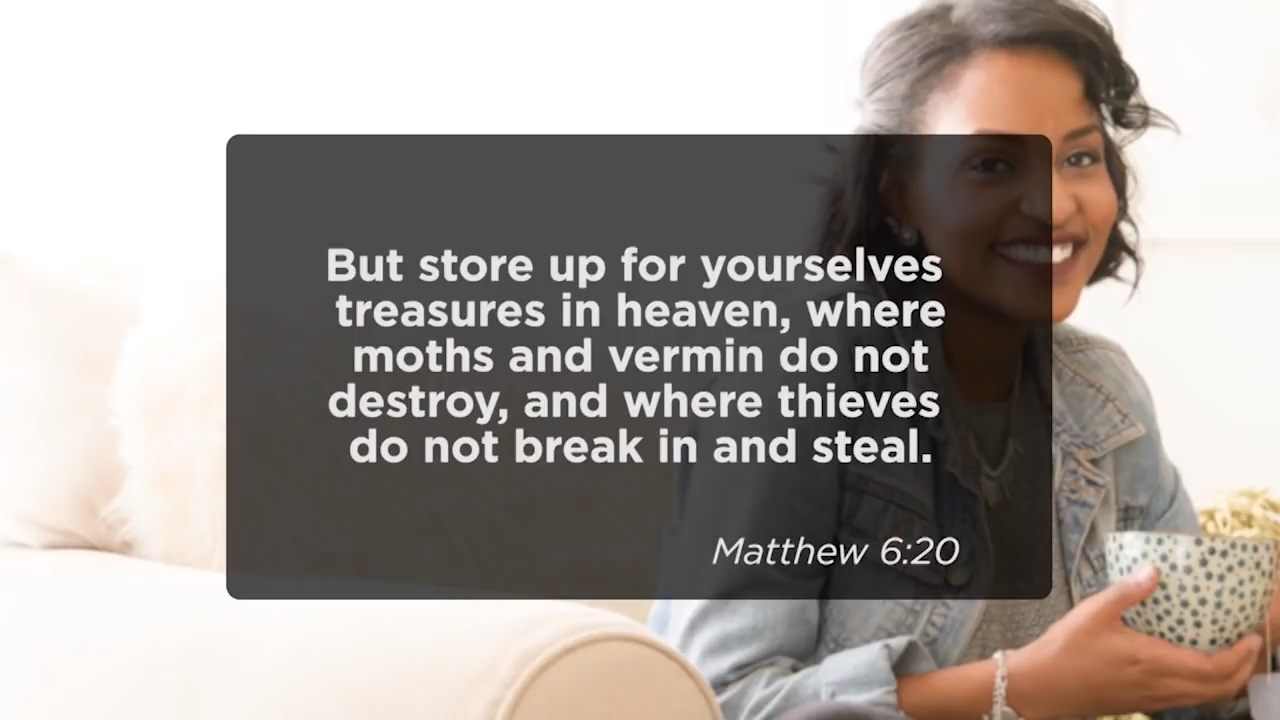 But store up for yourselves
treasures in heaven, where
moths and vermin do not
destroy, and where thieves
do not break in and steal.
Matthew 6:20